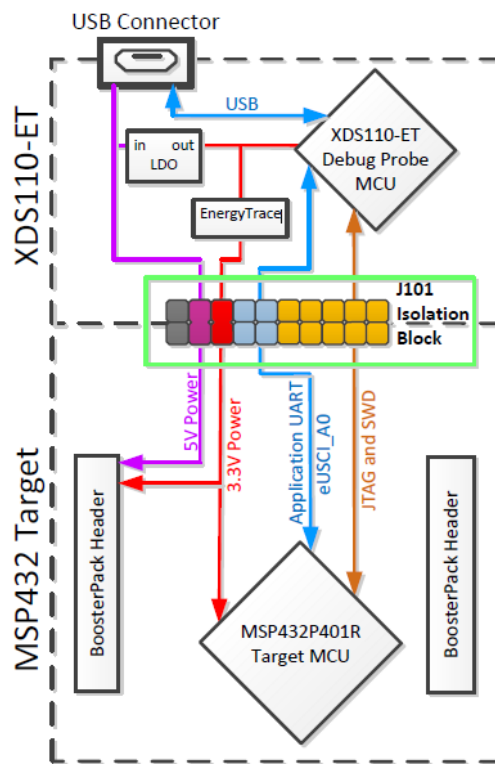 USB Connector
USB
XDS110-ET
Debug Probe
MCU
in out
LDO
EnergyTrace
XDS110-ET
J101
Isolation
Block
5V Power
3.3V Power
Application UART
eUSCI_A0
JTAG and SWD
MSP432 Target
BoosterPack Header
BoosterPack Header
MSP432P401R
Target MCU